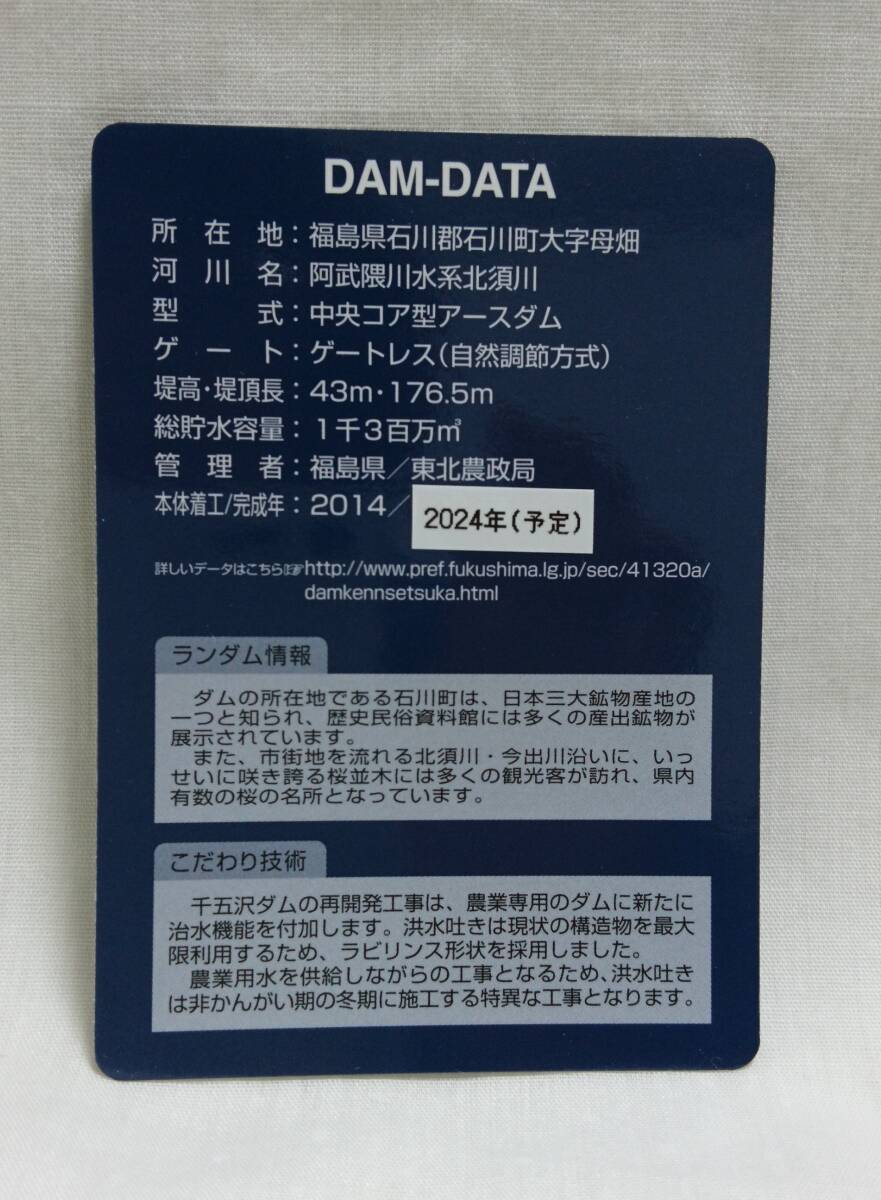 DAM-DATA
所在地：福島県石川郡石川町大字母畑
河川名：阿武隈川水系北須川
型式：中央コア型アースダム
ゲート：ゲートレス(自然調節方式)
堤高・堤頂長：43m・176.5m
総貯水容量：1千3百万㎥
管理者：福島県／東北農政局
本体着工/完成年：2014／2024年(予定)
詳しいデータはこちら☞http://www.pref.fukushima.lg.jp/sec/41320a/
damkennsetsuka.html
ランダム情報
ダムの所在地である石川町は、日本三大鉱物産地の
一つと知られ、歴史民俗資料館には多くの産出鉱物が
展示されています。
また、市街地を流れる北須川・今出川沿いに、いっ
せいに咲き誇る桜並木には多くの観光客が訪れ、県内
有数の桜の名所となっています。
こだわり技術
千五沢ダムの再開発工事は、農業専用のダムに新たに
治水機能を付加します。洪水吐きは現状の構造物を最大
限利用するため、ラビリンス形状を採用しました。
農業用水を供給しながらの工事となるため、洪水吐き
は非かんがい期の冬期に施工する特異な工事となります。